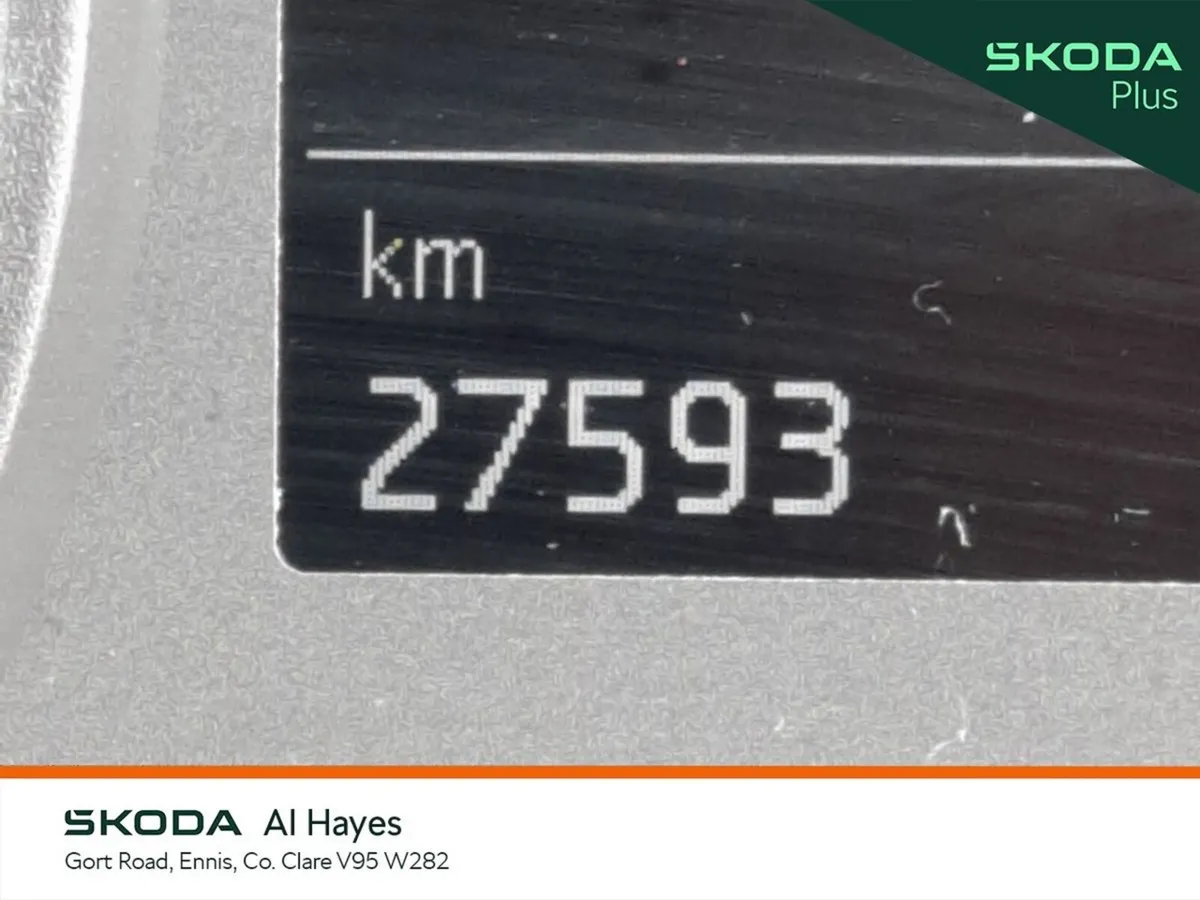 SKODA
Plus
km
27593
SKODA Al Hayes
Gort Road, Ennis, Co. Clare V95 W282